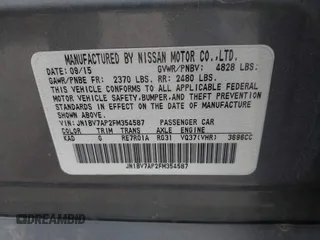 MANUFACTURED BY NISSAN MOTOR CO.,LTD.
DATE: 09/15 GVWR/PNBV: 4828 LBS.
GAWR/PNBE FR: 2370 LBS. RR: 2480 LBS.
THIS VEHICLE CONFORMS TO ALL APPLICABLE
FEDERAL SAFETY,BUMPER,AND THEFT PREVENTION
MOTOR VEHICLE STANDARDS IN EFFECT ON THE
DATE OF MANUFACTURE SHOWN ABOVE.
VIN: JN1BV7AP2FM354587 PASSENGER CAR
COLOR TRIM TRANS AXLE ENGINE
KAD G RE7R01A RG31 VQ37(VHR) 3696CC
JN1BV7AP2FM354587
AUTOBIDMASTER